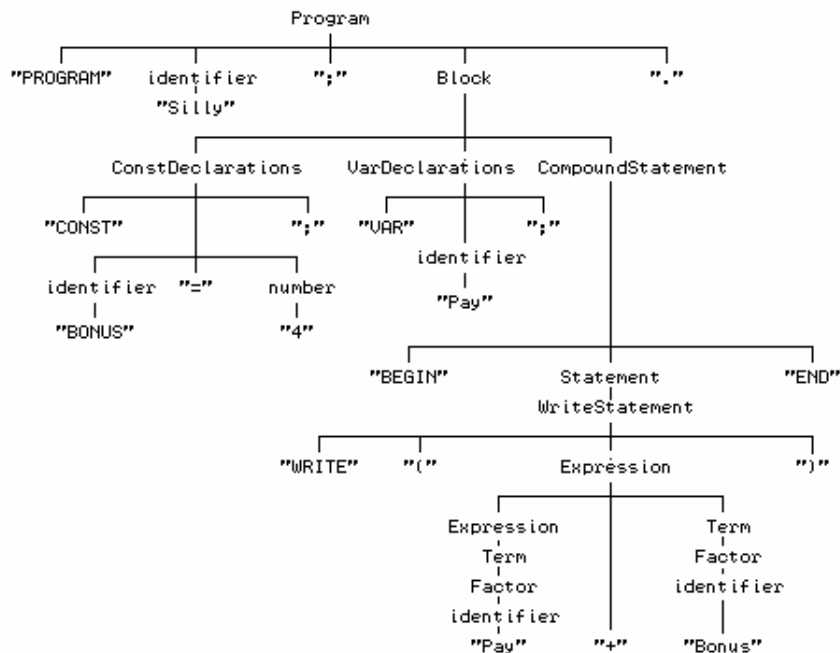 Program
"PROGRAM" identifier ";" Block "."
"Silly"
ConstDeclarations VarDeclarations CompoundStatement
"CONST" ";" "VAR" ";"
identifier
identifier "=" number
"Pay"
"BONUS" "4"
"BEGIN" Statement "END"
WriteStatement
"WRITE" "(" Expression ")"
Expression Term
Term Factor
Factor identifier
identifier
"Pay" "+" "Bonus"